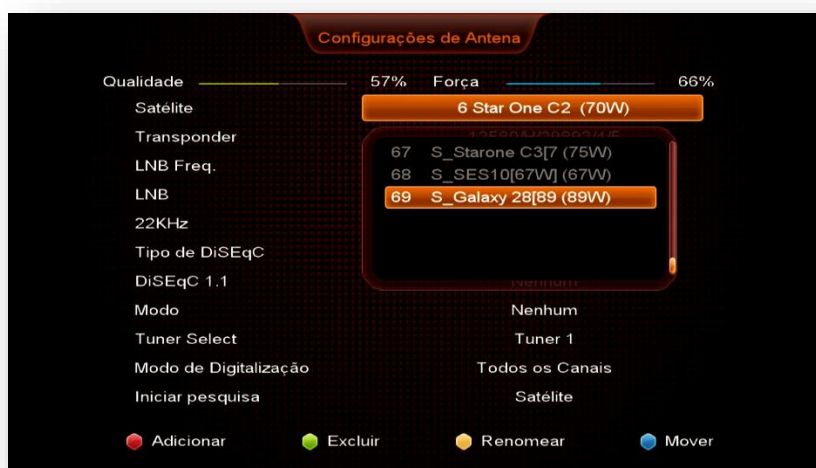 Configurações de Antena
Qualidade 57% Força 66%
Satélite 6 Star One C2 (70W)
Transponder
67 S_Starone C3[7 (75W)
LNB Freq.
68 S_SES10[67W] (67W)
LNB
69 S_Galaxy 28[89 (89W)
22KHz
Tipo de DiSEqC
DiSEqC 1.1 Nenhum
Modo Nenhum
Tuner Select Tuner 1
Modo de Digitalização Todos os Canais
Iniciar pesquisa Satélite
Adicionar Excluir Renomear Mover